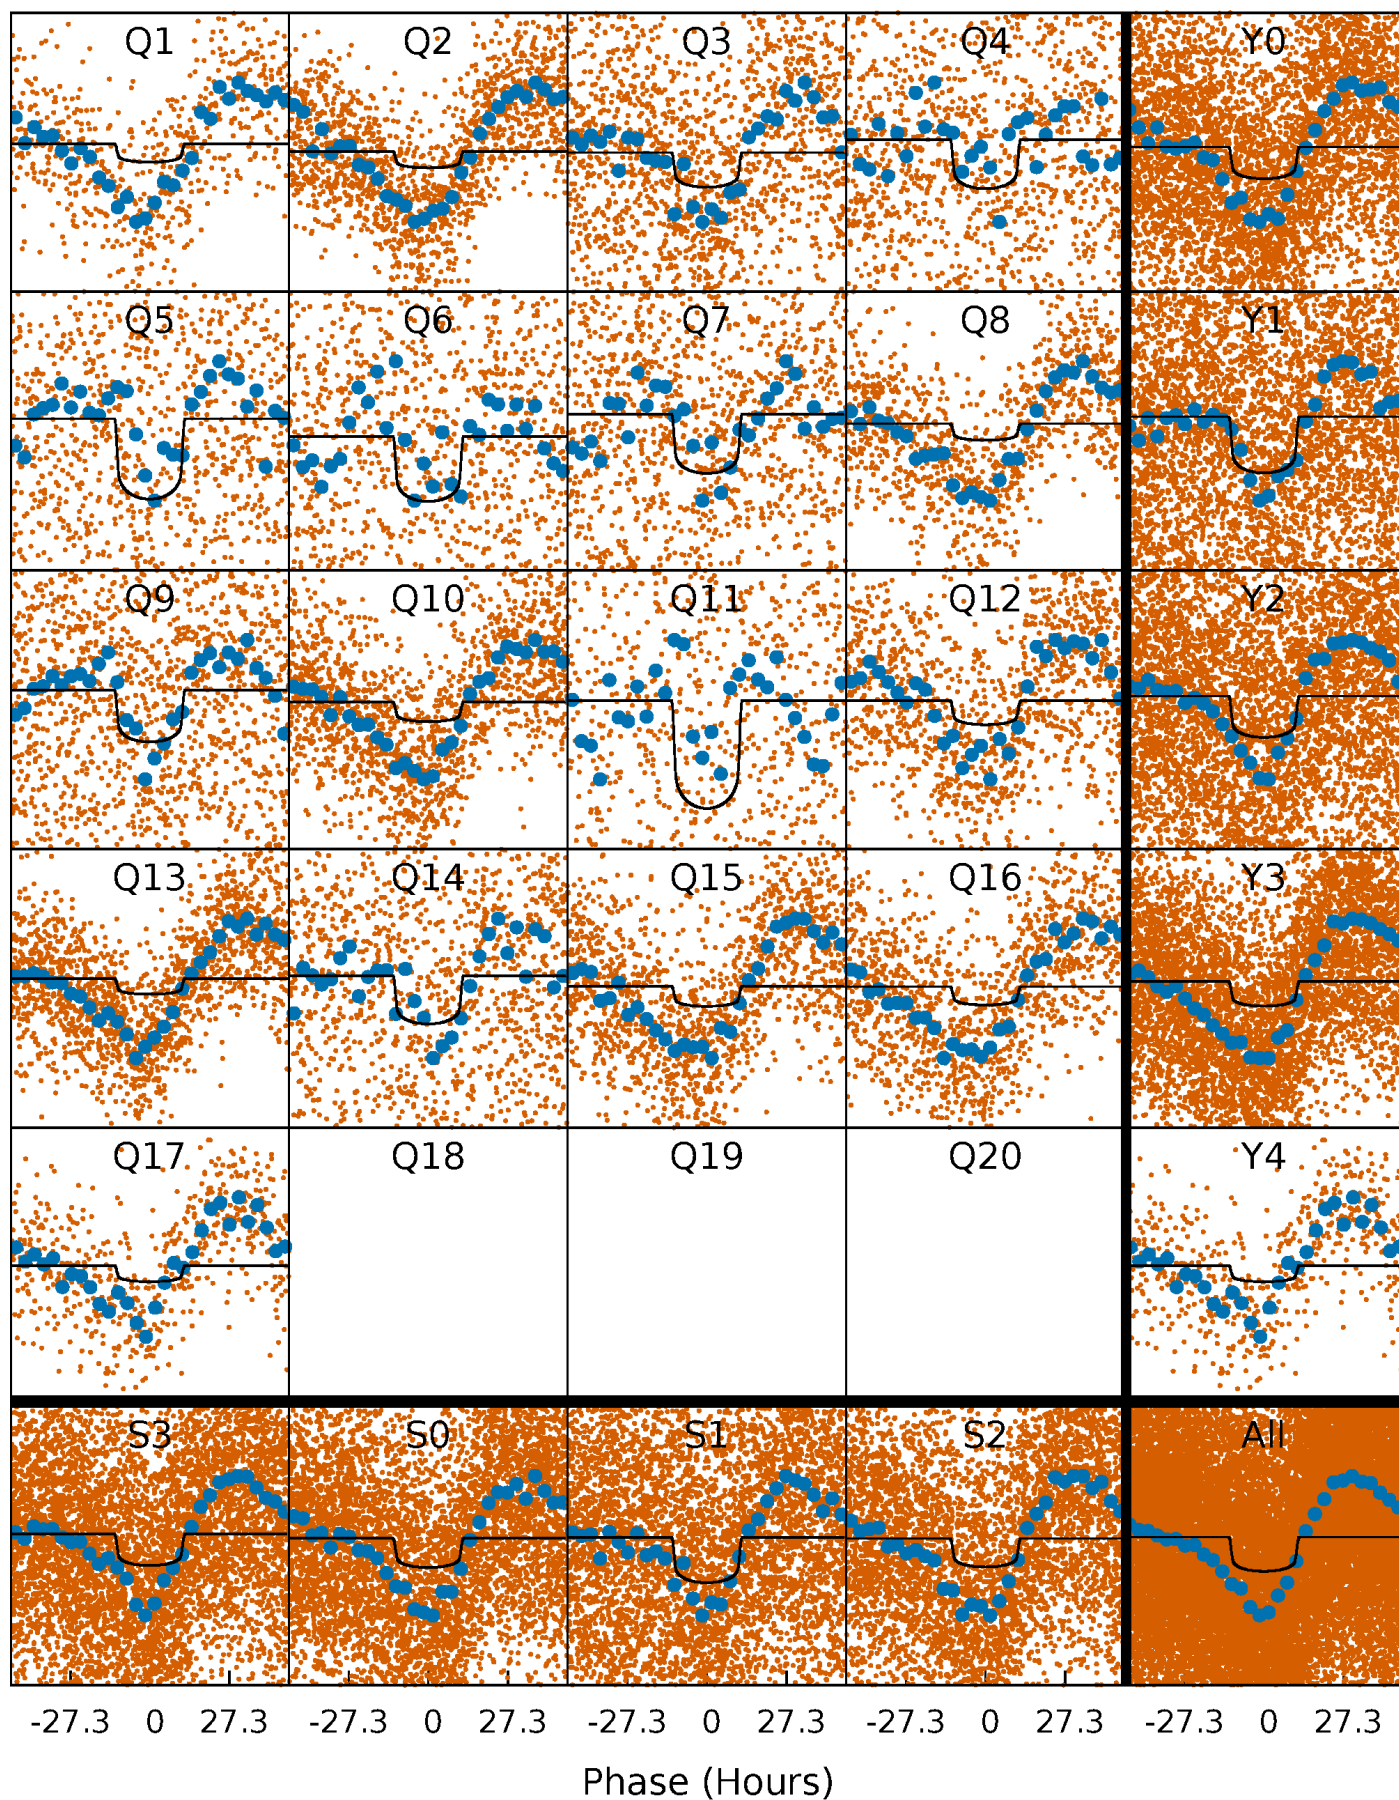 Q1 Q2 Q3 Q4 Y0
Q5 Q6 Q7 Q8 Y1
Q9 Q10 Q11 Q12 Y2
Q13 Q14 Q15 Q16 Y3
Q17 Q18 Q19 Q20 Y4
S3 S0 S1 S2 All
-27.3 0 27.3 -27.3 0 27.3 -27.3 0 27.3 -27.3 0 27.3 -27.3 0 27.3
Phase (Hours)